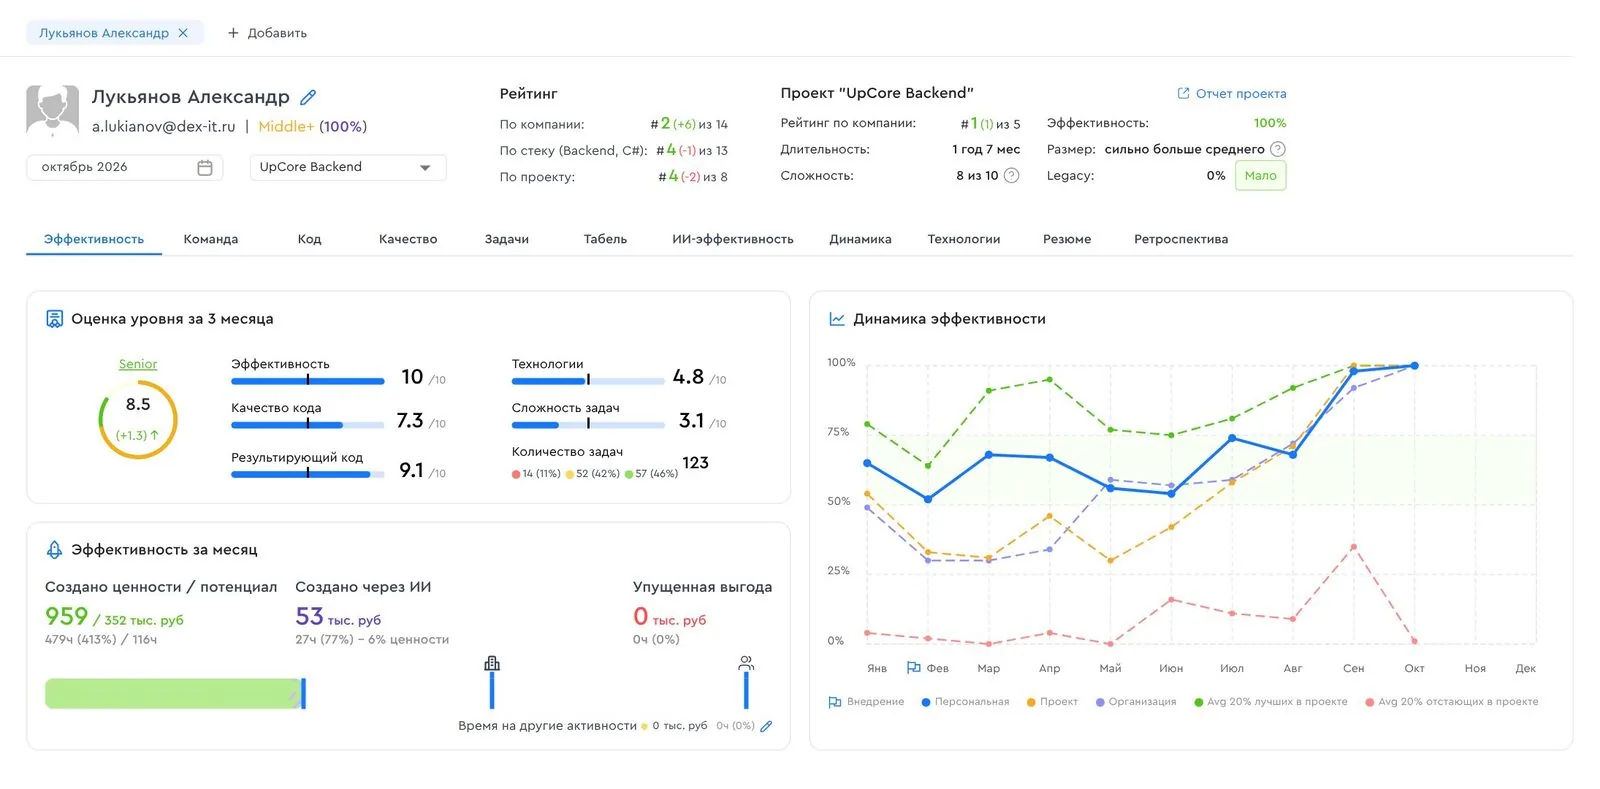 Лукьянов Александр ×
+ Добавить
Лукьянов Александр
a.lukianov@dex-it.ru | Middle+ (100%)
октябрь 2026
UpCore Backend
Рейтинг
По компании: #2 (+6) из 14
По стеку (Backend, C#): #4 (-1) из 13
По проекту: #4 (-2) из 8
Проект "UpCore Backend"
Отчет проекта
Рейтинг по компании: #1 (1) из 5
Длительность: 1 год 7 мес
Сложность: 8 из 10 ?
Эффективность: 100%
Размер: сильно больше среднего ?
Legacy: 0% Мало
Эффективность
Команда
Код
Качество
Задачи
Табель
ИИ-эффективность
Динамика
Технологии
Резюме
Ретроспектива
Оценка уровня за 3 месяца
Senior
8.5
(+1.3) ↑
Эффективность 10 /10
Качество кода 7.3 /10
Результирующий код 9.1 /10
Технологии 4.8 /10
Сложность задач 3.1 /10
Количество задач 123
14 (11%) 52 (42%) 57 (46%)
Эффективность за месяц
Создано ценности / потенциал
959 / 352 тыс. руб
479ч (413%) / 116ч
Создано через ИИ
53 тыс. руб
27ч (77%) – 6% ценности
Упущенная выгода
0 тыс. руб
0ч (0%)
Время на другие активности 0 тыс. руб 0ч (0%)
Динамика эффективности
100%
75%
50%
25%
0%
Янв Фев Мар Апр Май Июн Июл Авг Сен Окт Ноя Дек
Внедрение Персональная Проект Организация Avg 20% лучших в проекте Avg 20% отстающих в проекте